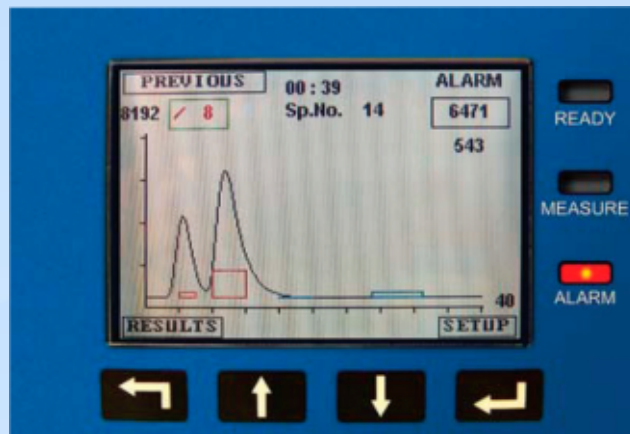 PREVIOUS 00 : 39 ALARM
8192 / 8 Sp.No. 14 6471
543
40
RESULTS SETUP
READY
MEASURE
ALARM